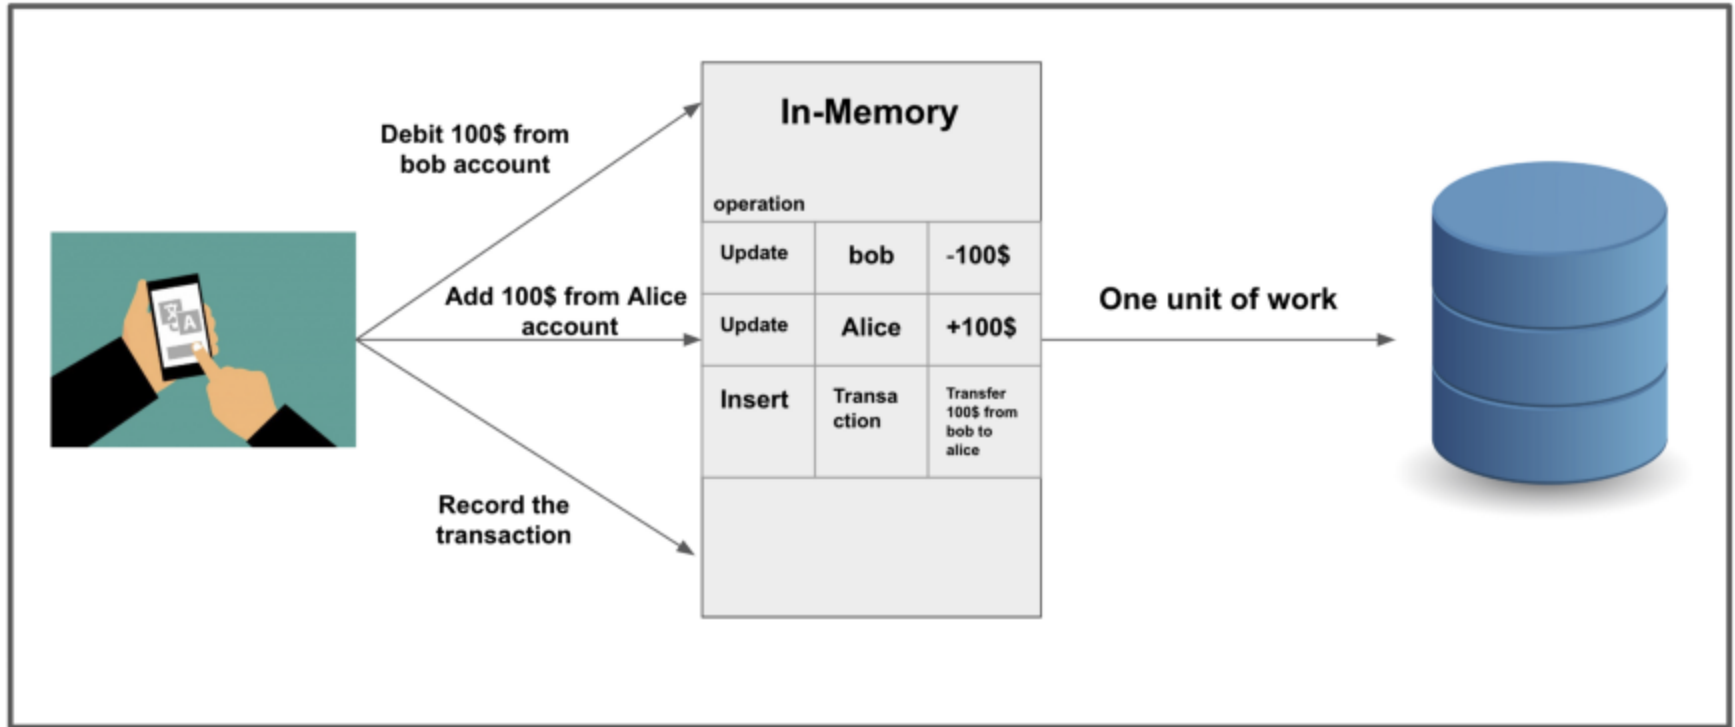 Debit 100$ from
bob account
Add 100$ from Alice
account
Record the
transaction
In-Memory
operation
Update bob -100$
Update Alice +100$
Insert
Transa
ction
Transfer
100$ from
bob to
alice
One unit of work
文
A